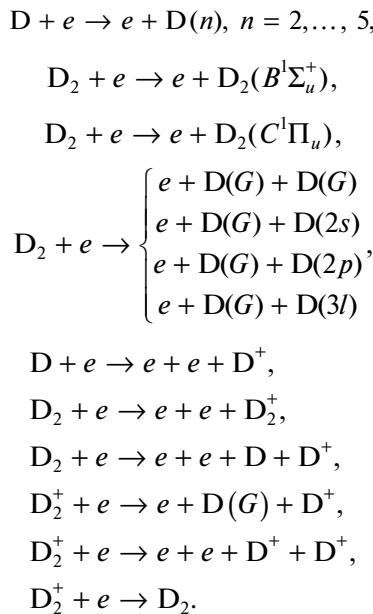 D + e → e + D(n), n = 2,..., 5,
D₂ + e → e + D₂(B¹Σᵤ⁺),
D₂ + e → e + D₂(C¹Πᵤ),
D₂ + e → { e + D(G) + D(G)
e + D(G) + D(2s)
e + D(G) + D(2p)
e + D(G) + D(3l) ,
D + e → e + e + D⁺,
D₂ + e → e + e + D₂⁺,
D₂ + e → e + e + D + D⁺,
D₂⁺ + e → e + D(G) + D⁺,
D₂⁺ + e → e + e + D⁺ + D⁺,
D₂⁺ + e → D₂.